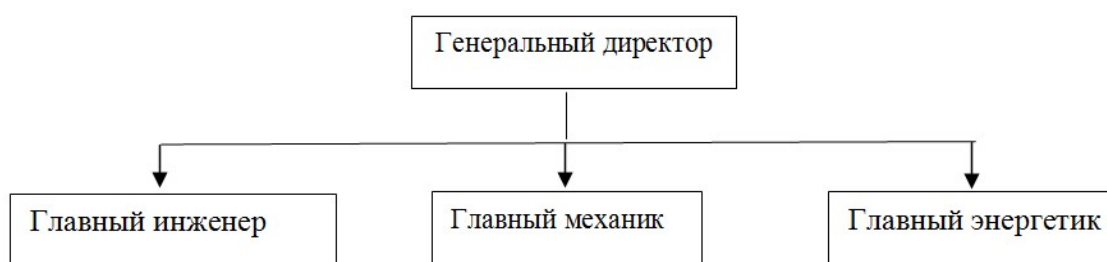 Генеральный директор
Главный инженер
Главный механик
Главный энергетик